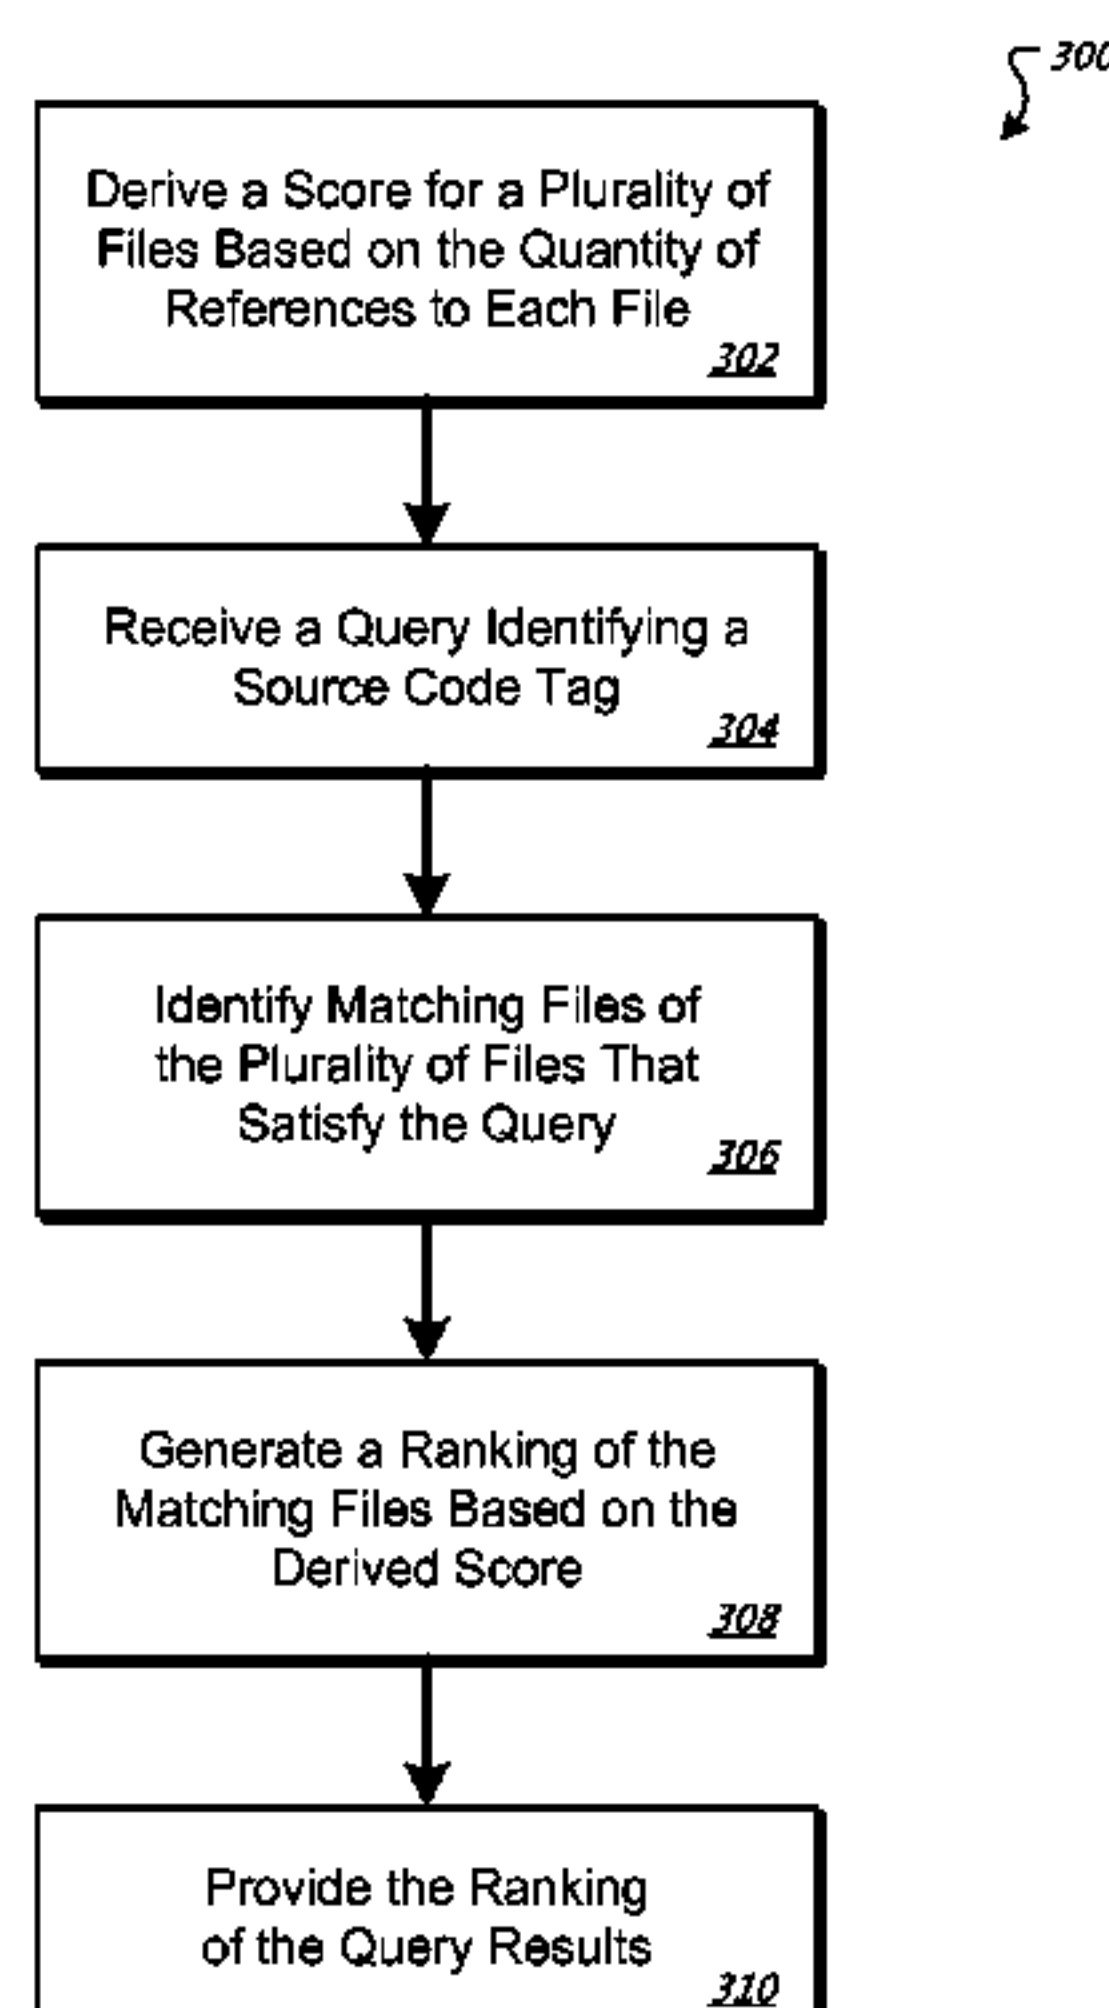 300
Derive a Score for a Plurality of
Files Based on the Quantity of
References to Each File
302
Receive a Query Identifying a
Source Code Tag
304
Identify Matching Files of
the Plurality of Files That
Satisfy the Query
306
Generate a Ranking of the
Matching Files Based on the
Derived Score
308
Provide the Ranking
of the Query Results
310